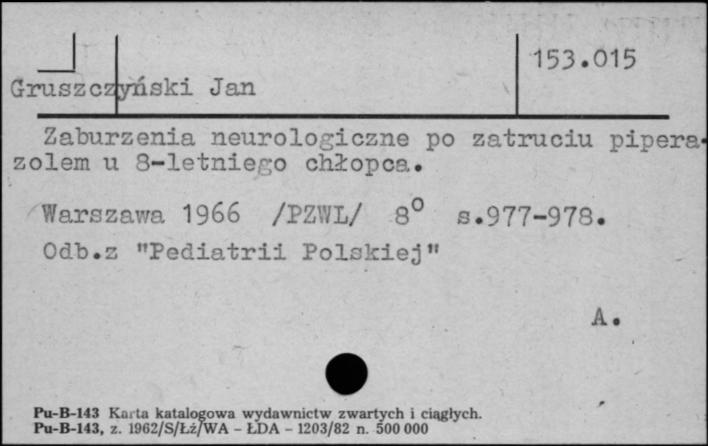 153.015
Gruszczyński Jan
Zaburzenia neurologiczne po zatruciu pipera-
zolem u 8-letniego chłopca.
Warszawa 1966 /PZWL/ 8° s.977-978.
Odb.z "Pediatrii Polskiej"
A.
Pu-B-143 Karta katalogowa wydawnictw zwartych i ciągłych.
Pu-B-143, z. 1962/S/Łż/WA - ŁDA - 1203/82 n. 500 000